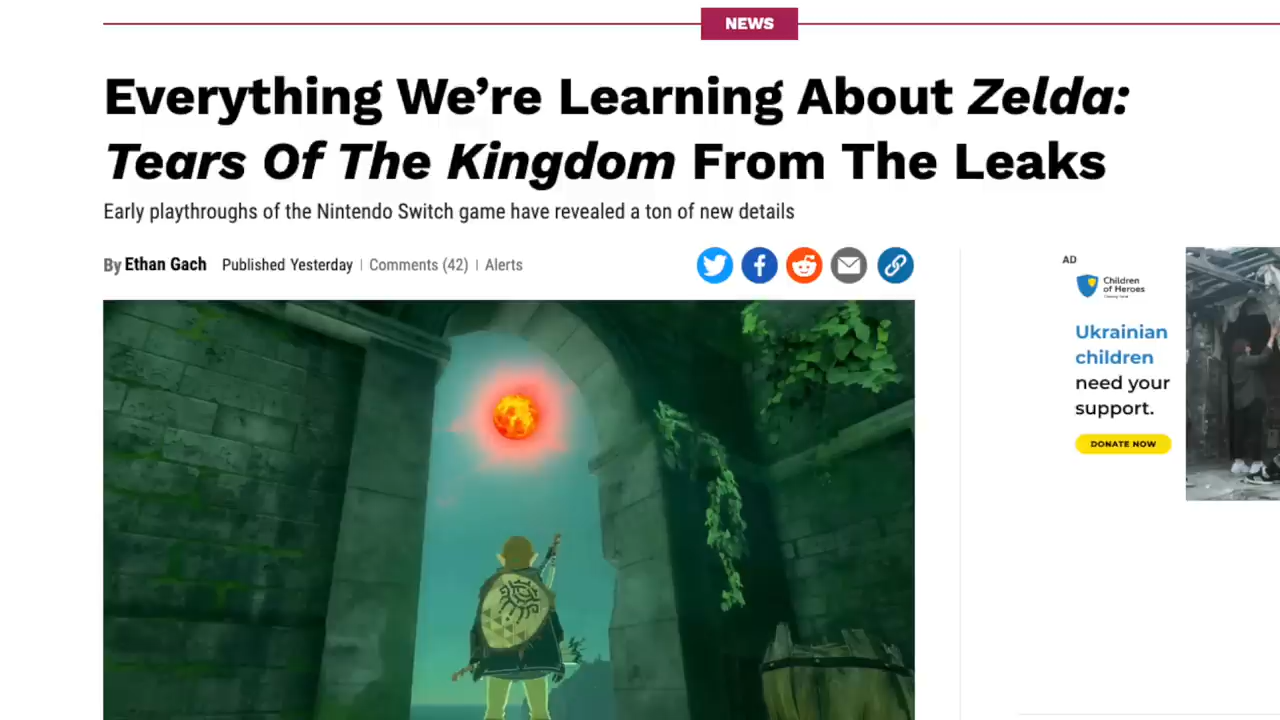 NEWS
Everything We're Learning About Zelda:
Tears Of The Kingdom From The Leaks
Early playthroughs of the Nintendo Switch game have revealed a ton of new details
By Ethan Gach Published Yesterday | Comments (42) | Alerts
AD
Children
of Heroes
Ukrainian
children
need your
support.
DONATE NOW